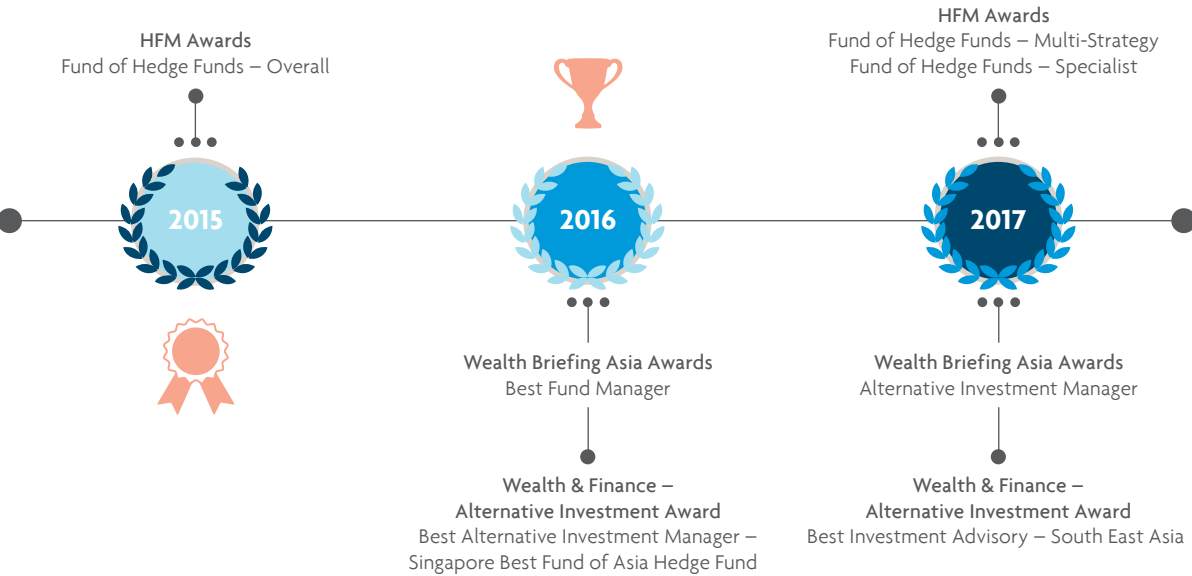 HFM Awards
Fund of Hedge Funds – Overall
2015
2016
Wealth Briefing Asia Awards
Best Fund Manager
Wealth & Finance –
Alternative Investment Award
Best Alternative Investment Manager –
Singapore Best Fund of Asia Hedge Fund
HFM Awards
Fund of Hedge Funds – Multi-Strategy
Fund of Hedge Funds – Specialist
2017
Wealth Briefing Asia Awards
Alternative Investment Manager
Wealth & Finance –
Alternative Investment Award
Best Investment Advisory – South East Asia